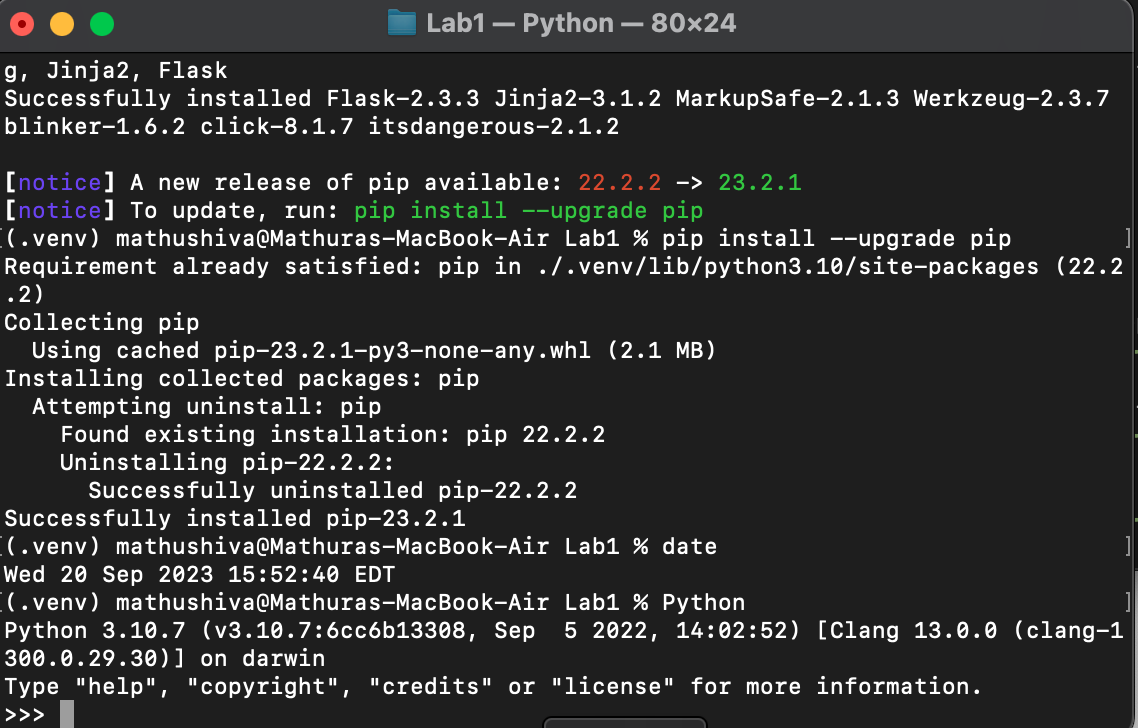 Lab1 — Python — 80×24
g, Jinja2, Flask
Successfully installed Flask-2.3.3 Jinja2-3.1.2 MarkupSafe-2.1.3 Werkzeug-2.3.7
blinker-1.6.2 click-8.1.7 itsdangerous-2.1.2
[notice] A new release of pip available: 22.2.2 -> 23.2.1
[notice] To update, run: pip install --upgrade pip
[(.venv) mathushiva@Mathuras-MacBook-Air Lab1 % pip install --upgrade pip ]
Requirement already satisfied: pip in ./.venv/lib/python3.10/site-packages (22.2
.2)
Collecting pip
  Using cached pip-23.2.1-py3-none-any.whl (2.1 MB)
Installing collected packages: pip
  Attempting uninstall: pip
    Found existing installation: pip 22.2.2
    Uninstalling pip-22.2.2:
      Successfully uninstalled pip-22.2.2
Successfully installed pip-23.2.1
[(.venv) mathushiva@Mathuras-MacBook-Air Lab1 % date ]
Wed 20 Sep 2023 15:52:40 EDT
[(.venv) mathushiva@Mathuras-MacBook-Air Lab1 % Python ]
Python 3.10.7 (v3.10.7:6cc6b13308, Sep  5 2022, 14:02:52) [Clang 13.0.0 (clang-1
300.0.29.30)] on darwin
Type "help", "copyright", "credits" or "license" for more information.
>>>